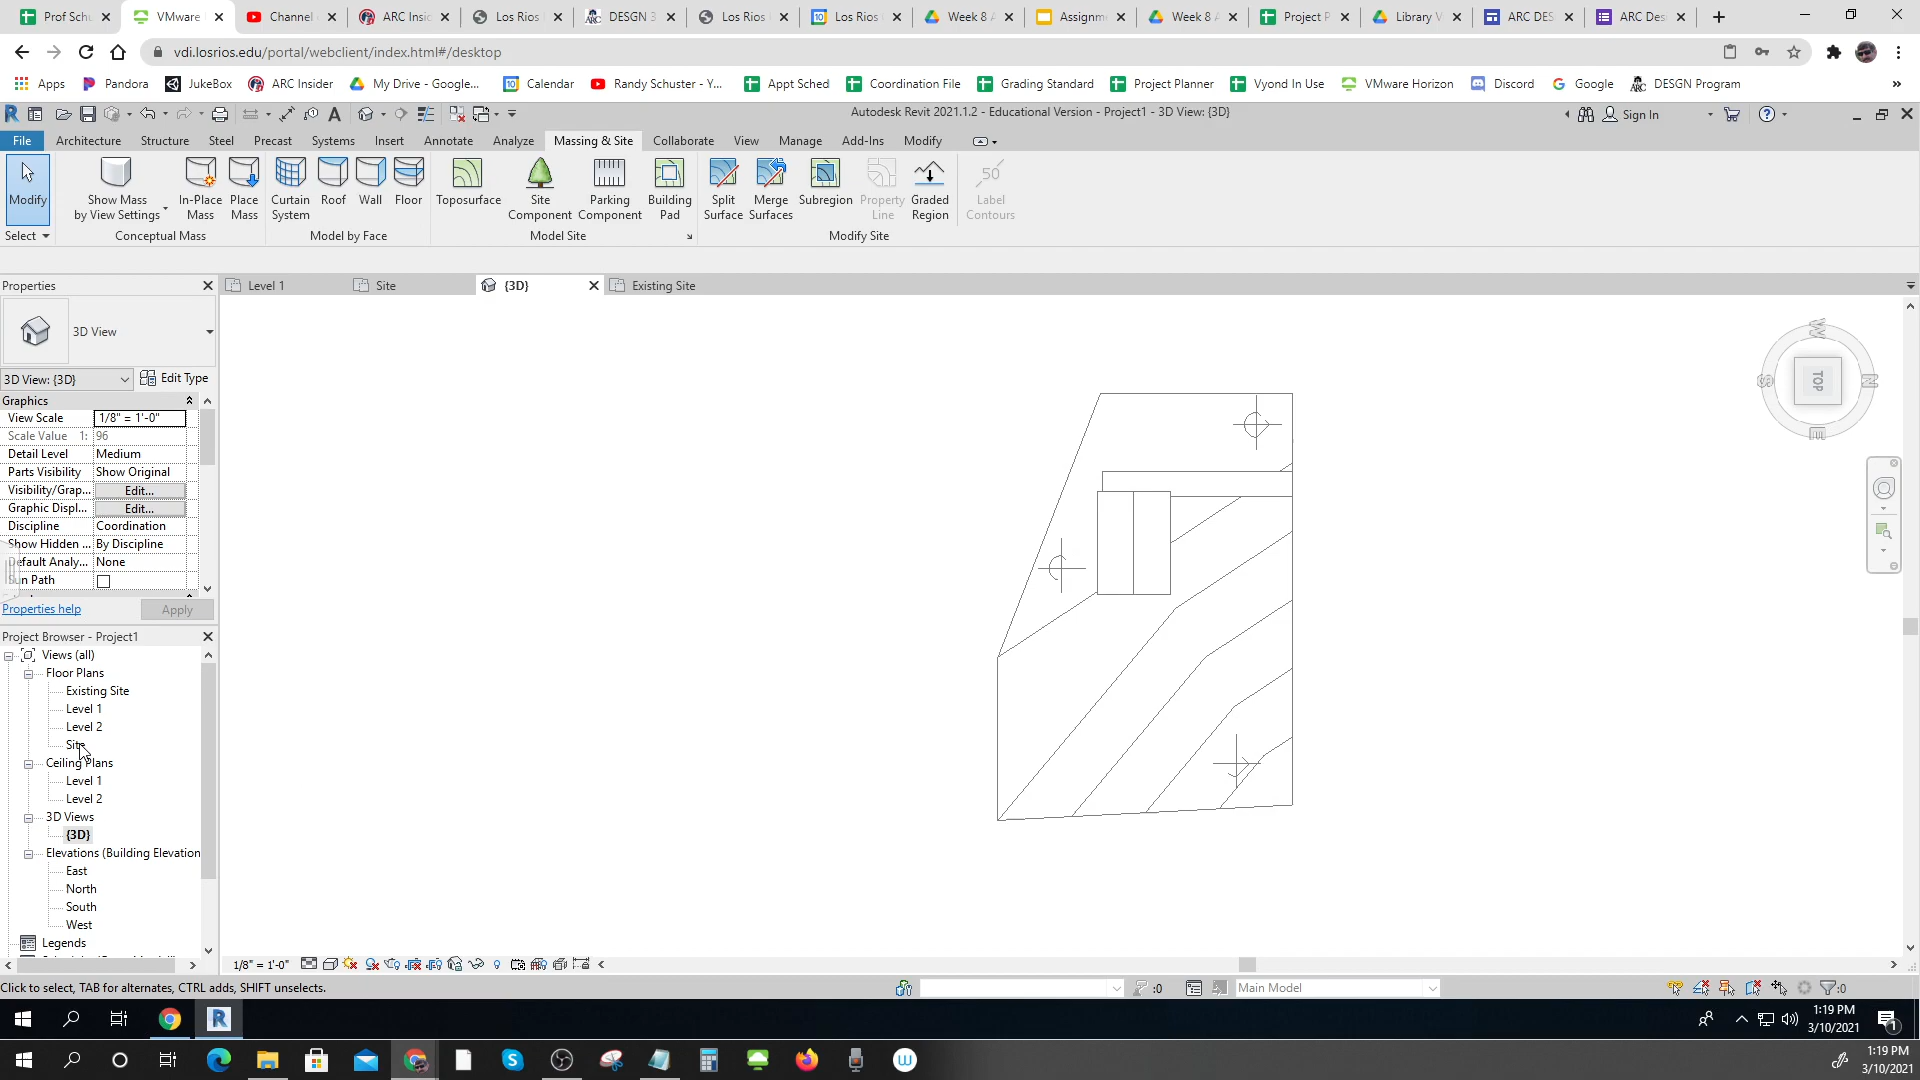 Prof Schu
VMware
Channel
ARC Insid
Los Rios
DESGN 3
Los Rios
Los Rios
Week 8 A
Assignm
Week 8 A
Project P
Library V
ARC DES
ARC Des
vdi.losrios.edu/portal/webclient/index.html#/desktop
Apps
Pandora
JukeBox
ARC Insider
My Drive - Google...
Calendar
Randy Schuster - Y...
Appt Sched
Coordination File
Grading Standard
Project Planner
Vyond In Use
VMware Horizon
Discord
Google
DESGN Program
Autodesk Revit 2021.1.2 - Educational Version - Project1 - 3D View: {3D}
Sign In
File
Architecture
Structure
Steel
Precast
Systems
Insert
Annotate
Analyze
Massing & Site
Collaborate
View
Manage
Add-Ins
Modify
Modify
Show Mass
by View Settings
In-Place
Mass
Place
Mass
Curtain
System
Roof
Wall
Floor
Toposurface
Site
Component
Parking
Component
Building
Pad
Split
Surface
Merge
Surfaces
Subregion
Property
Line
Graded
Region
50
Label
Contours
Select
Conceptual Mass
Model by Face
Model Site
Modify Site
Properties
Level 1
Site
{3D}
Existing Site
3D View
3D View: {3D}
Edit Type
Graphics
View Scale
1/8" = 1'-0"
Scale Value 1:
96
Detail Level
Medium
Parts Visibility
Show Original
Visibility/Grap...
Edit...
Graphic Displ...
Edit...
Discipline
Coordination
Show Hidden ...
By Discipline
Default Analy...
None
Sun Path
Properties help
Apply
Project Browser - Project1
Views (all)
Floor Plans
Existing Site
Level 1
Level 2
Site
Ceiling Plans
Level 1
Level 2
3D Views
{3D}
Elevations (Building Elevation
East
North
South
West
Legends
TOP
W
S
N
E
1/8" = 1'-0"
Click to select, TAB for alternates, CTRL adds, SHIFT unselects.
:0
Main Model
:0
1:19 PM
3/10/2021
1:19 PM
3/10/2021